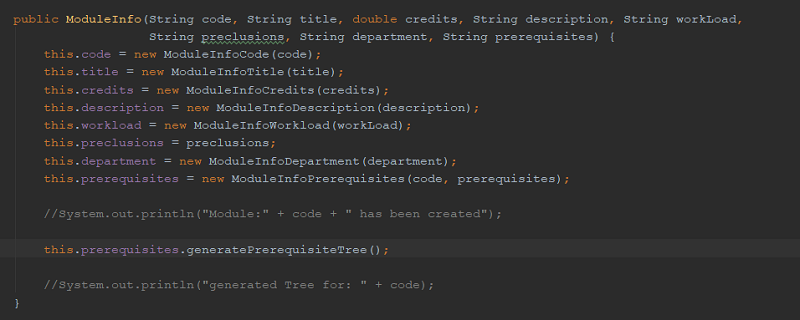 public ModuleInfo(String code, String title, double credits, String description, String workLoad,
String preclusions, String department, String prerequisites) {
this.code = new ModuleInfoCode(code);
this.title = new ModuleInfoTitle(title);
this.credits = new ModuleInfoCredits(credits);
this.description = new ModuleInfoDescription(description);
this.workload = new ModuleInfoWorkload(workLoad);
this.preclusions = preclusions;
this.department = new ModuleInfoDepartment(department);
this.prerequisites = new ModuleInfoPrerequisites(code, prerequisites);
//System.out.println("Module:" + code + " has been created");
this.prerequisites.generatePrerequisiteTree();
//System.out.println("generated Tree for: " + code);
}